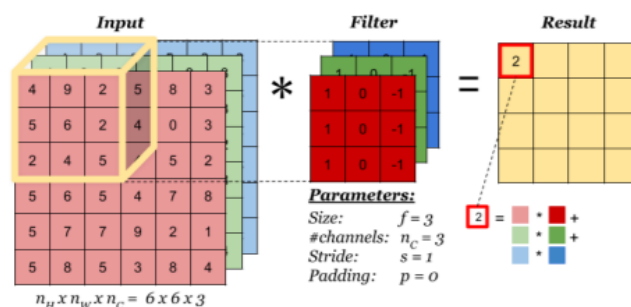 Input
Filter
Result
*
=
4 9 2 5 8 3
5 6 2 4 0 3
2 4 5 4 5 2
5 6 5 4 7 8
5 7 7 9 2 1
5 8 5 3 8 4
n_H x n_W x n_C = 6 x 6 x 3
1 0 -1
1 0 -1
1 0 -1
1 0 -1
Parameters:
Size: f = 3
#channels: n_C = 3
Stride: s = 1
Padding: p = 0
2
2 = * +
* +
*